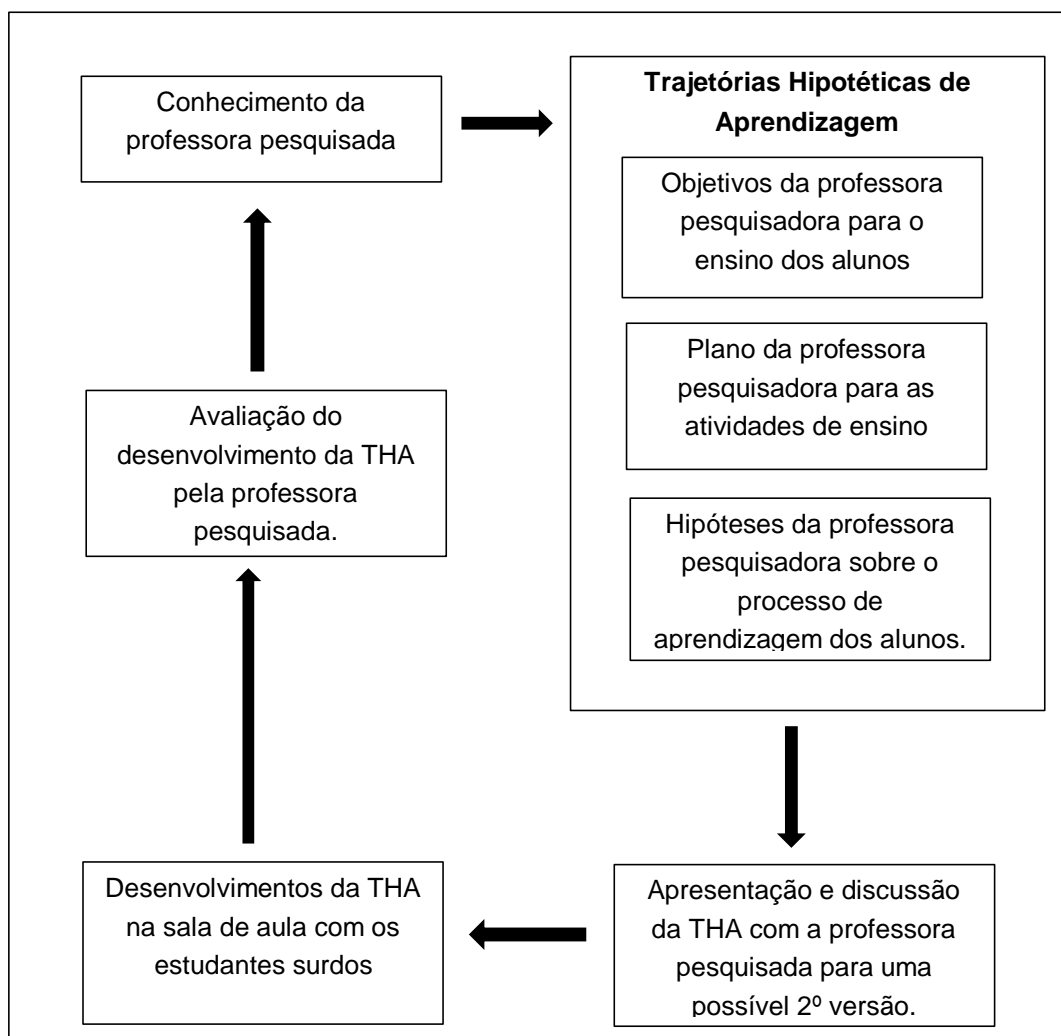 Conhecimento da
professora pesquisada
Trajetórias Hipotéticas de
Aprendizagem
Objetivos da professora
pesquisadora para o
ensino dos alunos
Plano da professora
pesquisadora para as
atividades de ensino
Hipóteses da professora
pesquisadora sobre o
processo de
aprendizagem dos alunos.
Apresentação e discussão
da THA com a professora
pesquisada para uma
possível 2º versão.
Desenvolvimentos da THA
na sala de aula com os
estudantes surdos
Avaliação do
desenvolvimento da THA
pela professora
pesquisada.